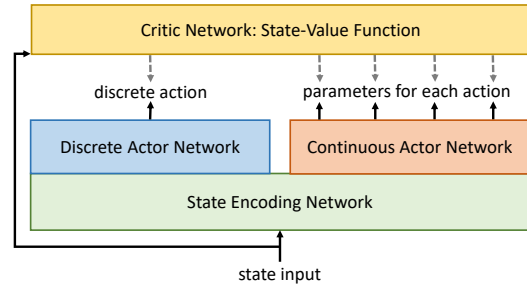 Critic Network: State-Value Function
discrete action
parameters for each action
Discrete Actor Network
Continuous Actor Network
State Encoding Network
state input